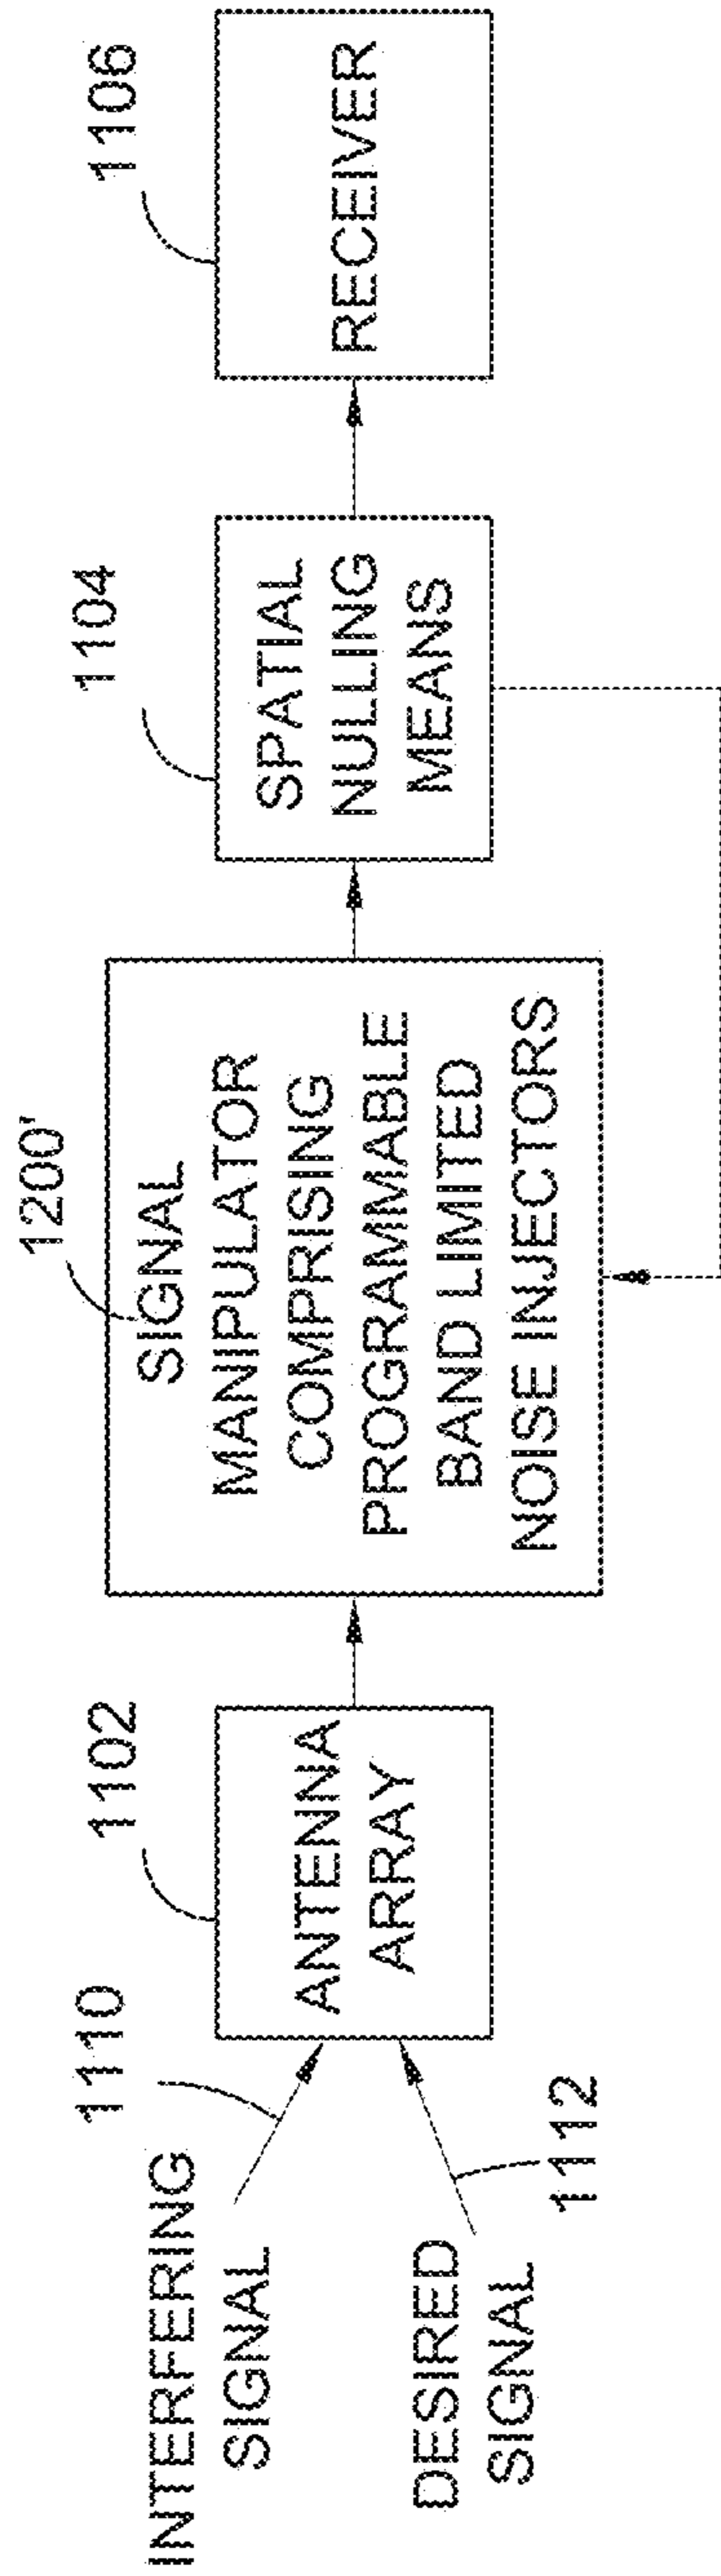 INTERFERING
SIGNAL
1110
DESIRED
SIGNAL
1112
1102
ANTENNA
ARRAY
1200'
SIGNAL
MANIPULATOR
COMPRISING
PROGRAMMABLE
BAND LIMITED
NOISE INJECTORS
1104
SPATIAL
NULLING
MEANS
1106
RECEIVER